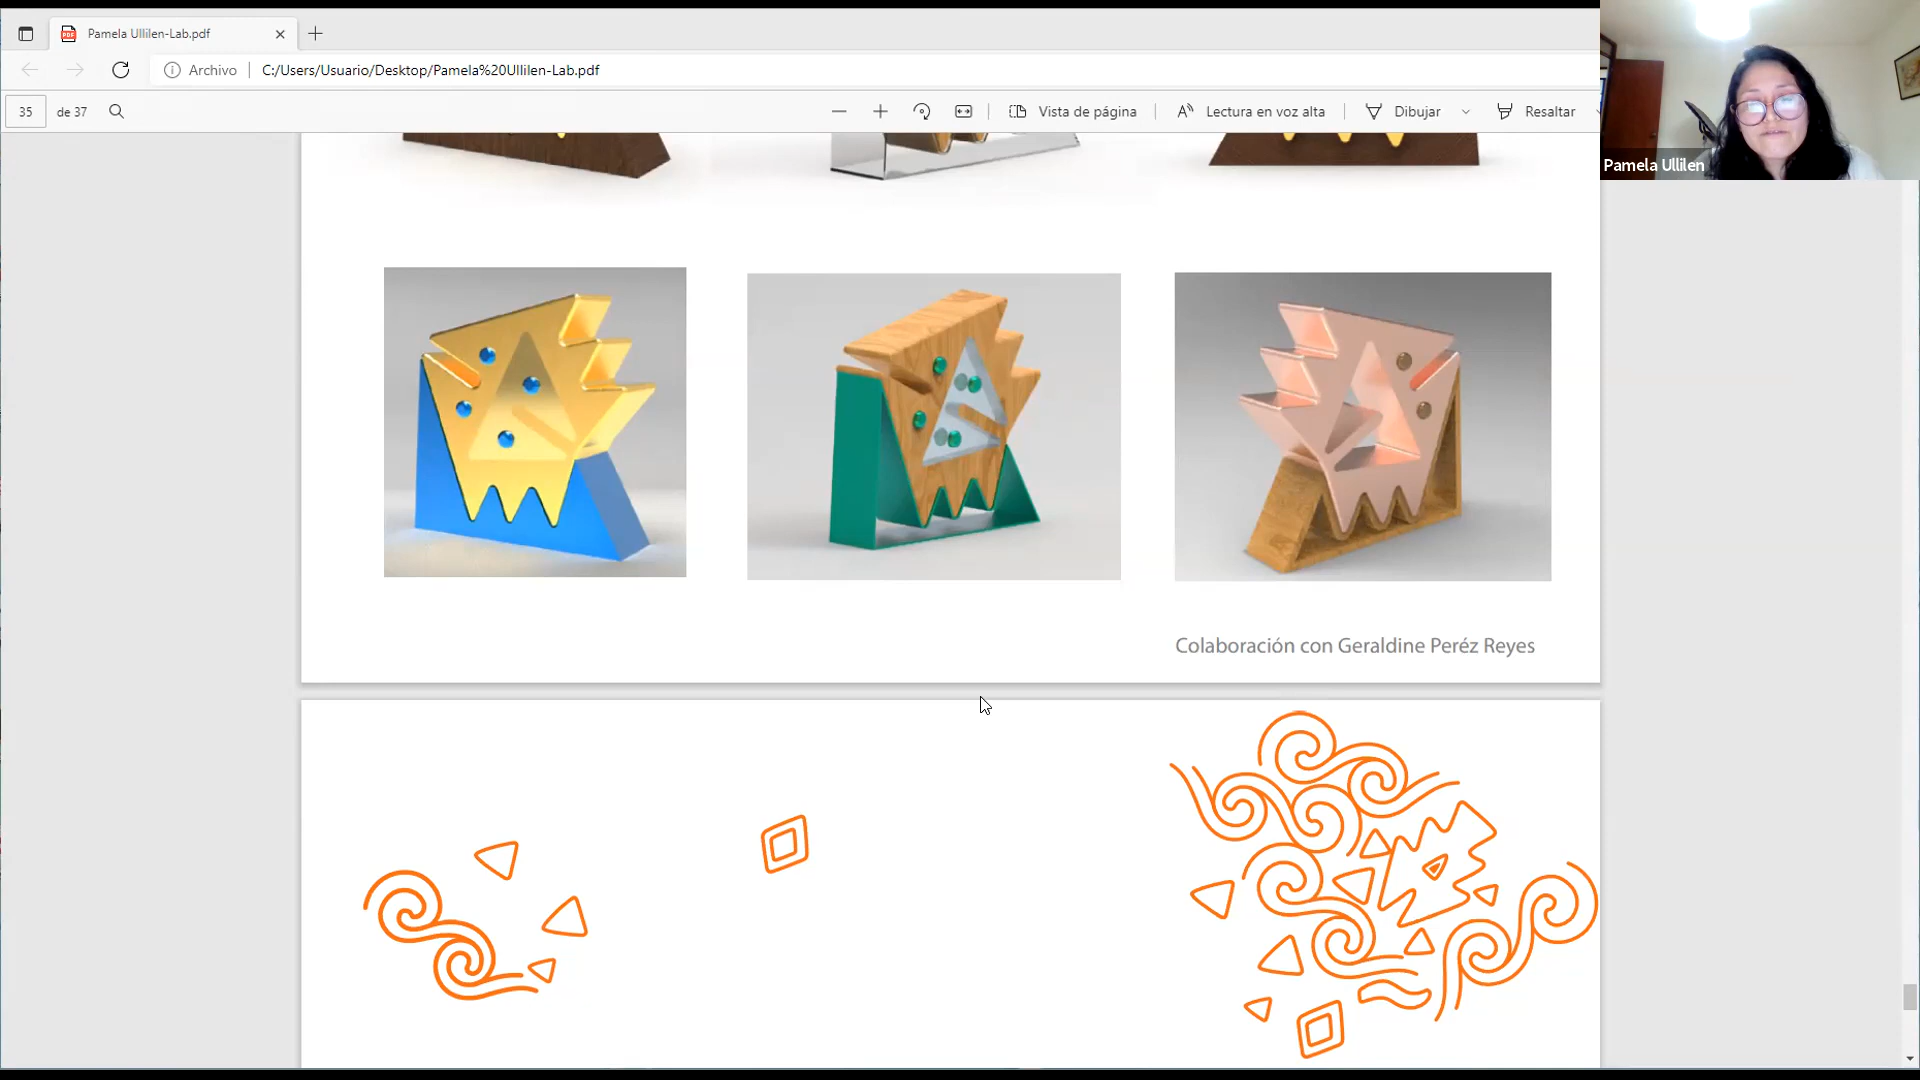 Pamela Ullilen-Lab.pdf
Archivo
C:/Users/Usuario/Desktop/Pamela%20Ullilen-Lab.pdf
35 de 37
Vista de página
Lectura en voz alta
Dibujar
Resaltar
Pamela Ullilen
Colaboración con Geraldine Peréz Reyes